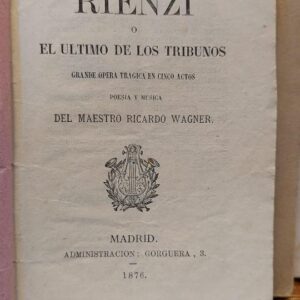 RIENZI
O
EL ULTIMO DE LOS TRIBUNOS
GRANDE OPERA TRAGICA EN CINCO ACTOS
POESIA Y MUSICA
DEL MAESTRO RICARDO WAGNER.
MADRID.
ADMINISTRACION: GORGUERA, 3.
1876.